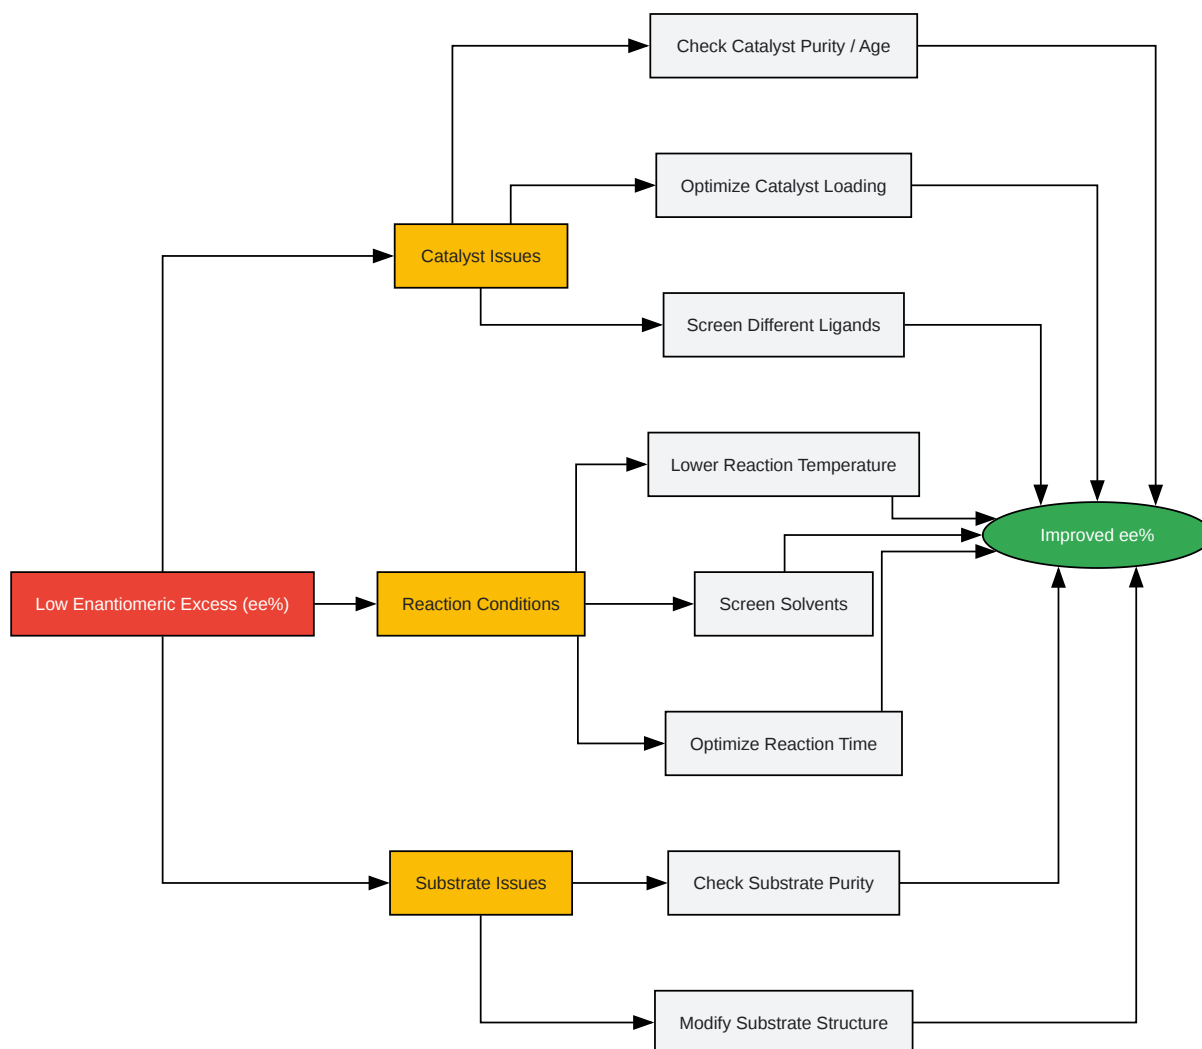 Check Catalyst Purity / Age
Optimize Catalyst Loading
Catalyst Issues
Screen Different Ligands
Lower Reaction Temperature
Improved ee%
Low Enantiomeric Excess (ee%)
Reaction Conditions
Screen Solvents
Optimize Reaction Time
Substrate Issues
Check Substrate Purity
Modify Substrate Structure